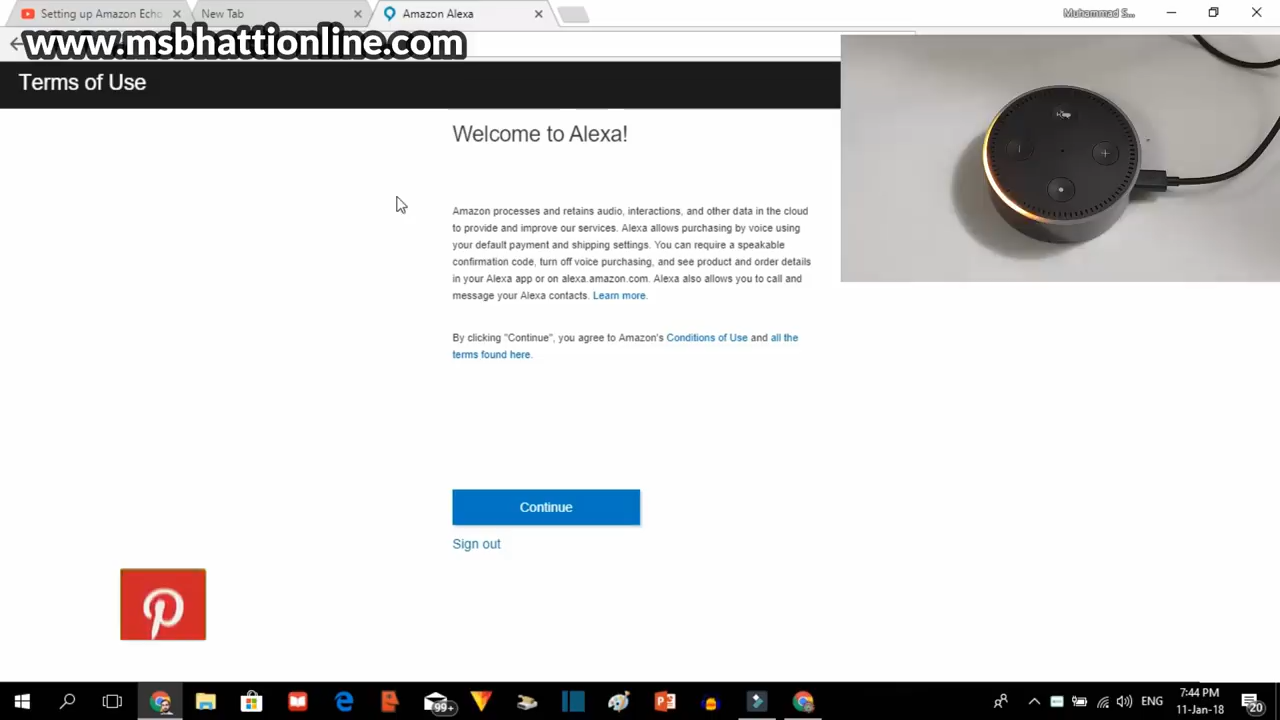 Setting up Amazon Echo
New Tab
Amazon Alexa
Muhammad S...
www.msbhattionline.com
Terms of Use
Welcome to Alexa!
Amazon processes and retains audio, interactions, and other data in the cloud
to provide and improve our services. Alexa allows purchasing by voice using
your default payment and shipping settings. You can require a speakable
confirmation code, turn off voice purchasing, and see product and order details
in your Alexa app or on alexa.amazon.com. Alexa also allows you to call and
message your Alexa contacts. Learn more.
By clicking "Continue", you agree to Amazon's Conditions of Use and all the
terms found here.
Continue
Sign out
99+
ENG
7:44 PM
11-Jan-18
20